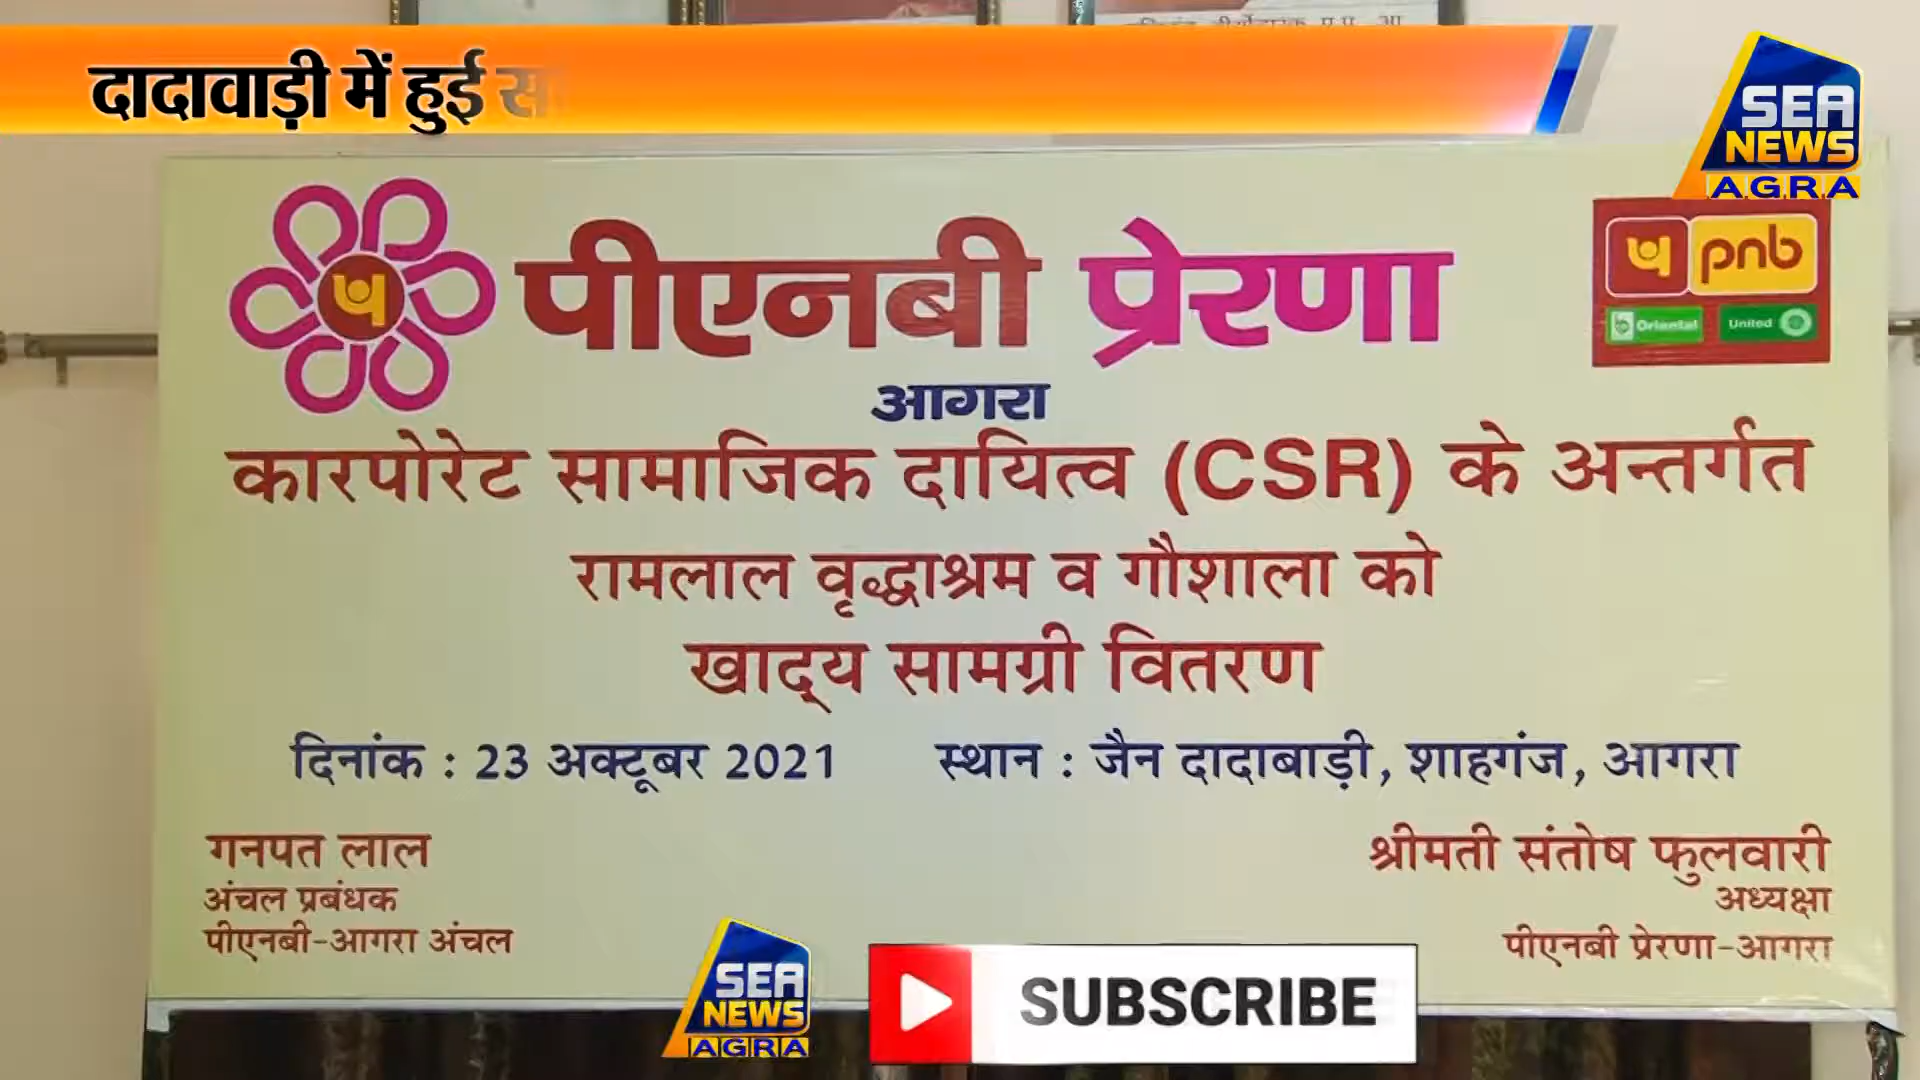 दादावाड़ी में हुई
SEA
NEWS
AGRA
पीएनबी प्रेरणा
प pnb
Oriental United
आगरा
कारपोरेट सामाजिक दायित्व (CSR) के अन्तर्गत
रामलाल वृद्धाश्रम व गौशाला को
खाद्य सामग्री वितरण
दिनांक : 23 अक्टूबर 2021 स्थान : जैन दादाबाड़ी, शाहगंज, आगरा
गनपत लाल
अंचल प्रबंधक
पीएनबी-आगरा अंचल
श्रीमती संतोष फुलवारी
अध्यक्षा
पीएनबी प्रेरणा-आगरा
SEA
NEWS
AGRA
SUBSCRIBE